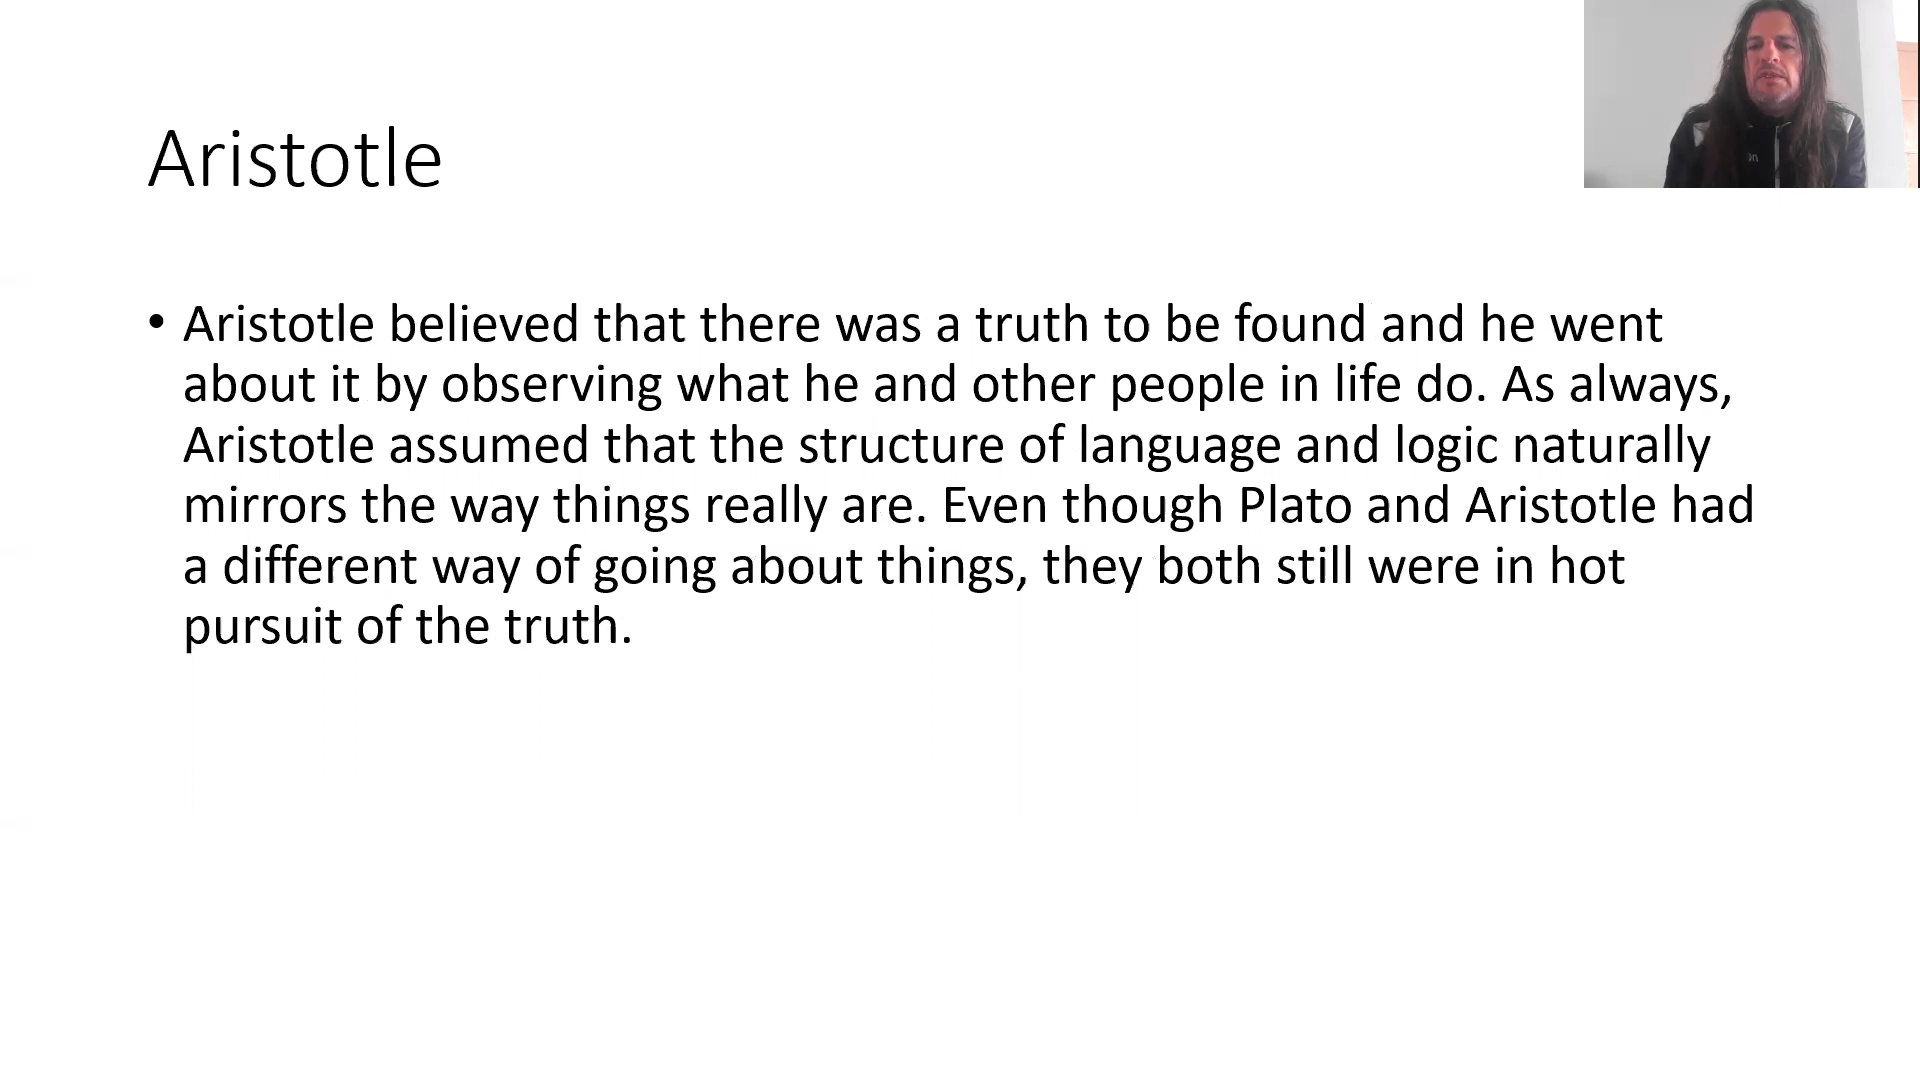 Aristotle
• Aristotle believed that there was a truth to be found and he went
about it by observing what he and other people in life do. As always,
Aristotle assumed that the structure of language and logic naturally
mirrors the way things really are. Even though Plato and Aristotle had
a different way of going about things, they both still were in hot
pursuit of the truth.